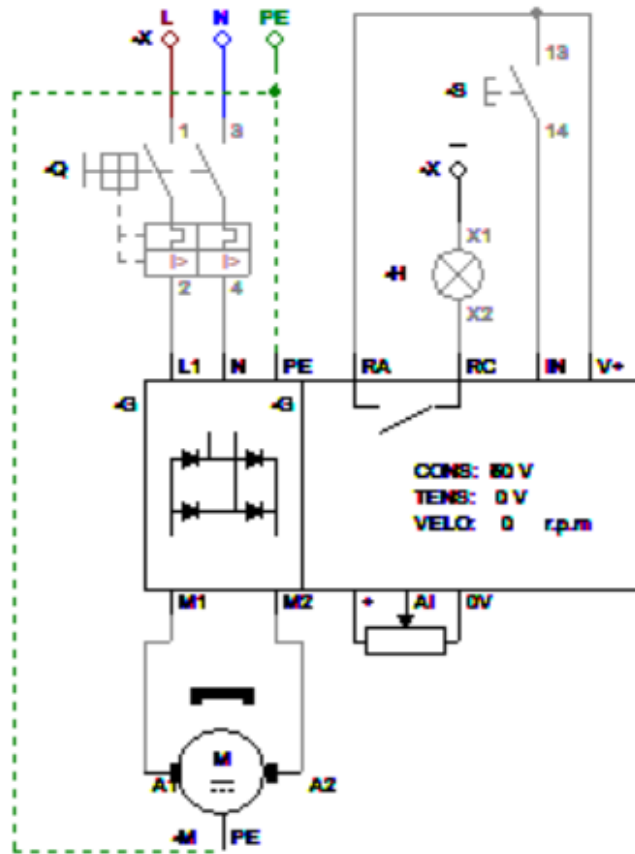 L N PE
-X
13
-S
1 3
14
-Q
-X
X1
-H
I> I>
2 4
X2
L1 N PE RA RC IN V+
-G -G
CONS: 60 V
TENS: 0 V
VELO: 0 r.p.m
M1 M2 + AI 0V
M
A1 A2
-M PE